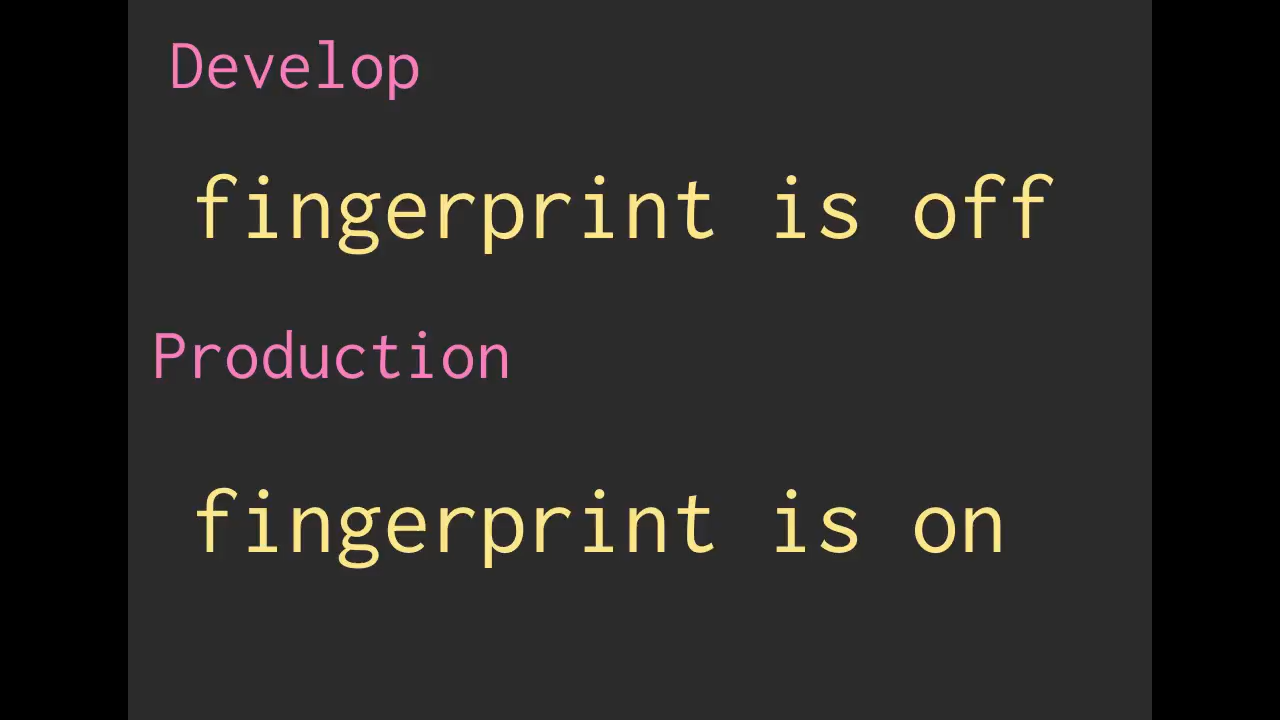 Develop
fingerprint is off
Production
fingerprint is on